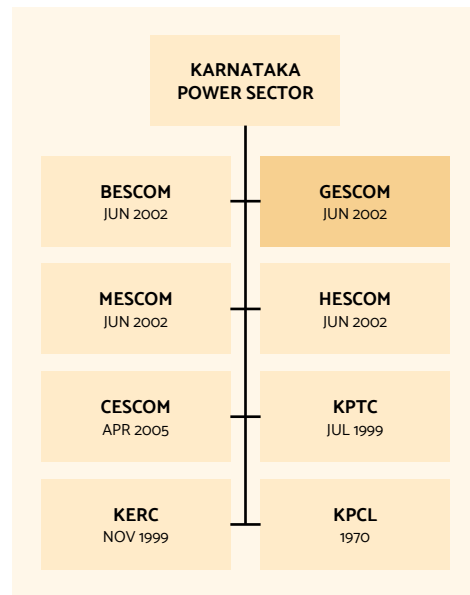 KARNATAKA
POWER SECTOR
BESCOM
JUN 2002
GESCOM
JUN 2002
MESCOM
JUN 2002
HESCOM
JUN 2002
CESCOM
APR 2005
KPTC
JUL 1999
KERC
NOV 1999
KPCL
1970